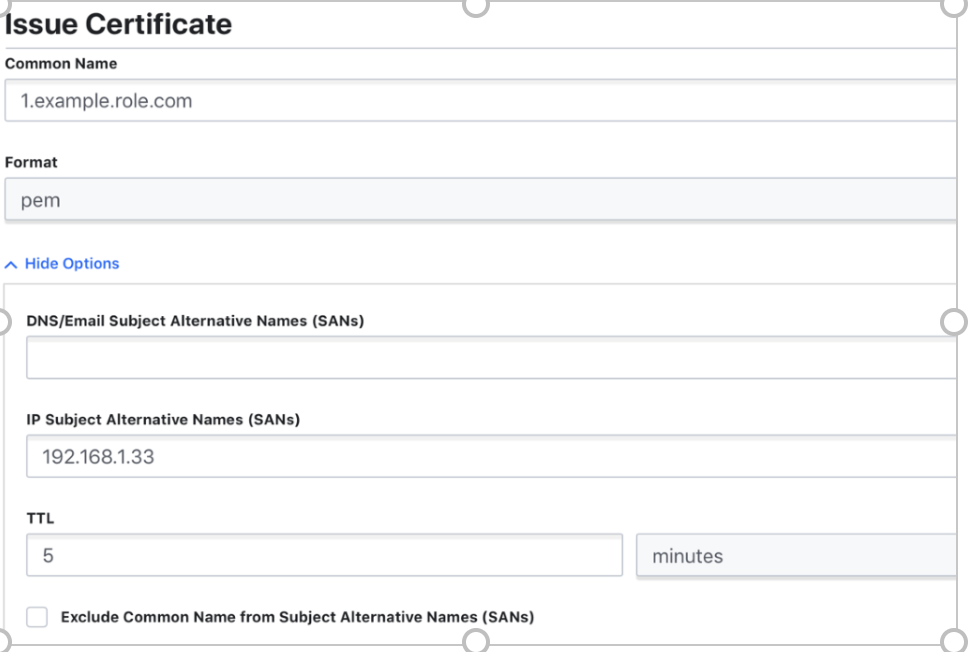 Issue Certificate
Common Name
1.example.role.com
Format
pem
Hide Options
DNS/Email Subject Alternative Names (SANs)
IP Subject Alternative Names (SANs)
192.168.1.33
TTL
5 minutes
Exclude Common Name from Subject Alternative Names (SANs)